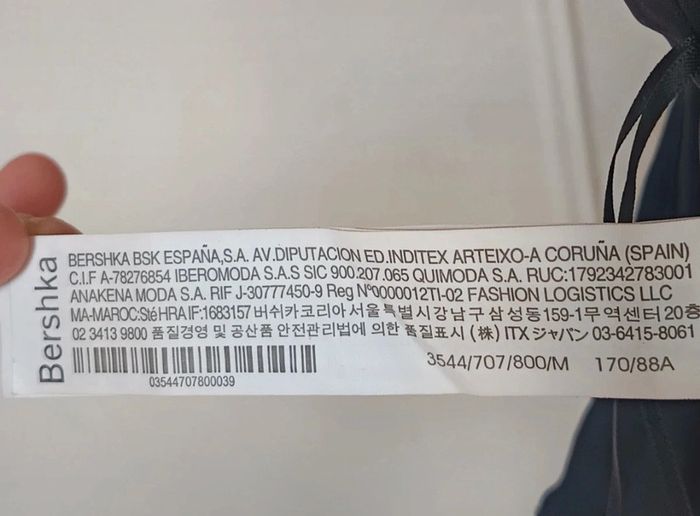 Bershka
BERSHKA BSK ESPAÑA,S.A. AV.DIPUTACION ED.INDITEX ARTEIXO-A CORUÑA (SPAIN)
C.I.F A-78276854 IBEROMODA S.A.S SIC 900.207.065 QUIMODA S.A. RUC:1792342783001
ANAKENA MODA S.A. RIF J-30777450-9 Reg Nº0000012TI-02 FASHION LOGISTICS LLC
MA-MAROC:Sté HRA IF:1683157 버쉬카코리아 서울특별시강남구 삼성동159-1무역센터 20층
02 3413 9800 품질경영 및 공산품 안전관리법에 의한 품질표시 (株) ITX ジャパン 03-6415-8061
3544/707/800/M 170/88A
03544707800039